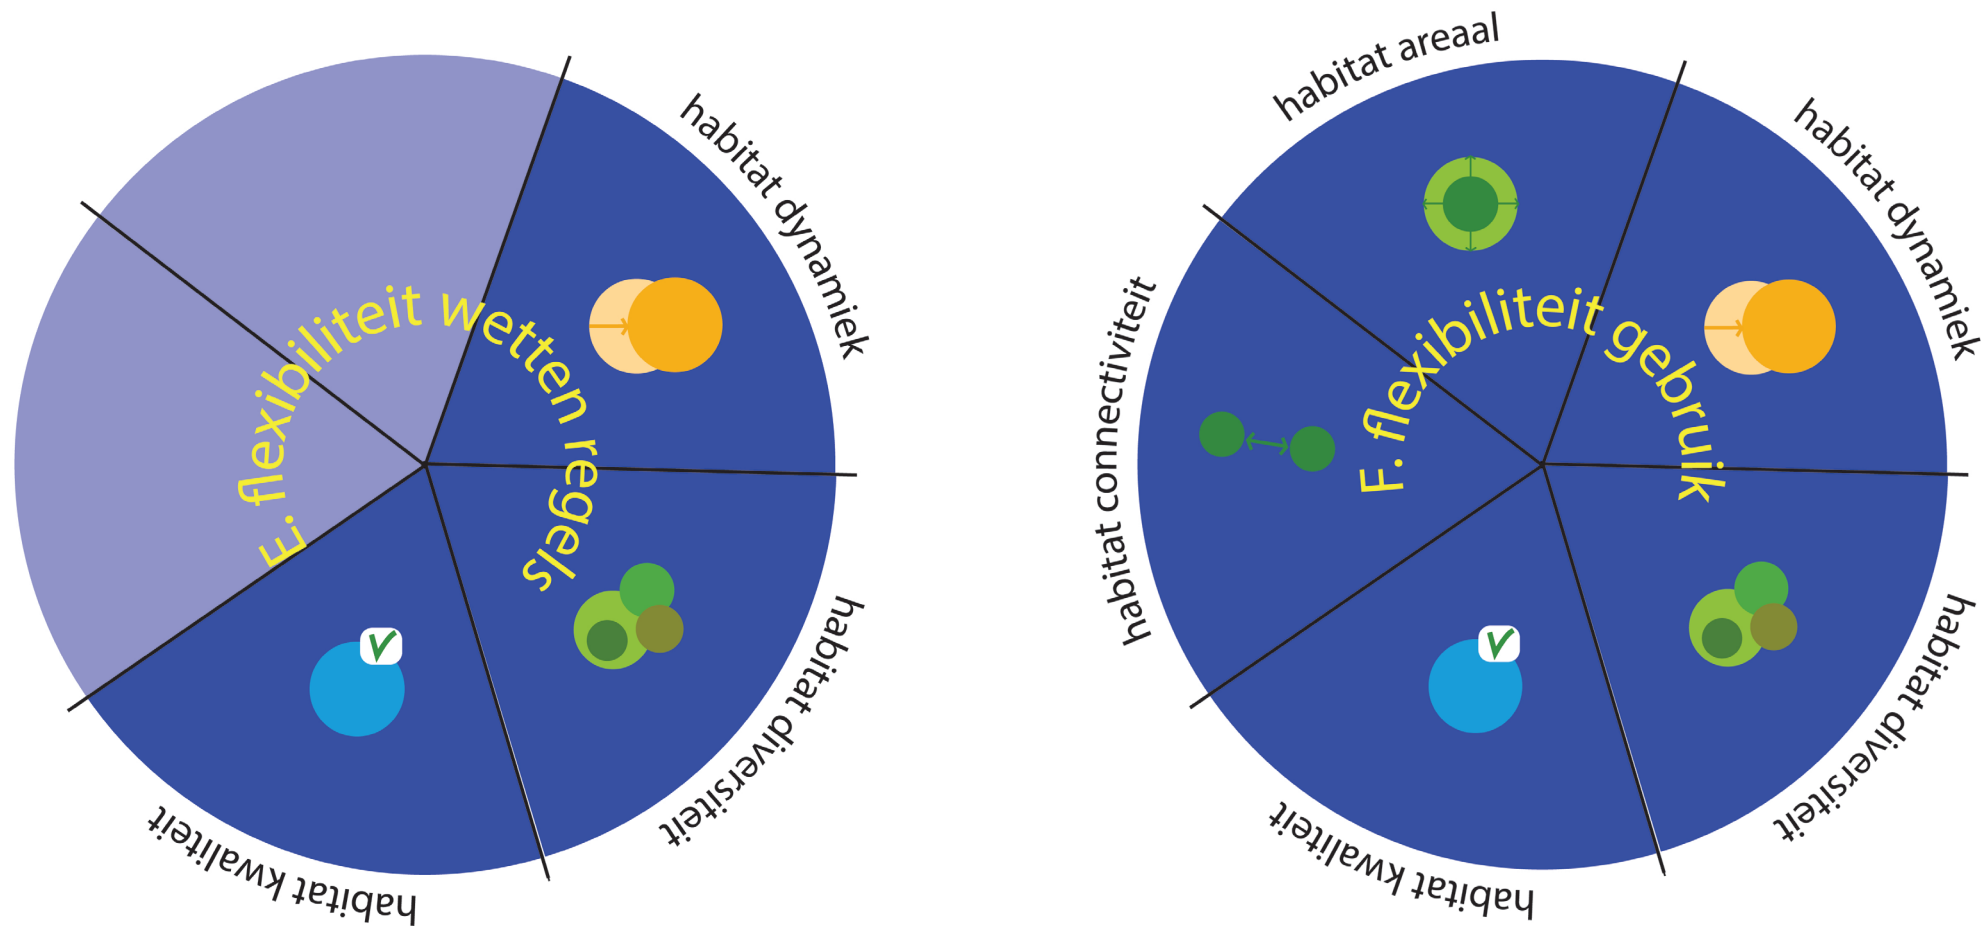 E. flexibiliteit wetten regels
habitat dynamiek
habitat diversiteit
habitat kwaliteit
F. flexibiliteit gebruik
habitat areaal
habitat dynamiek
habitat diversiteit
habitat kwaliteit
habitat connectiviteit